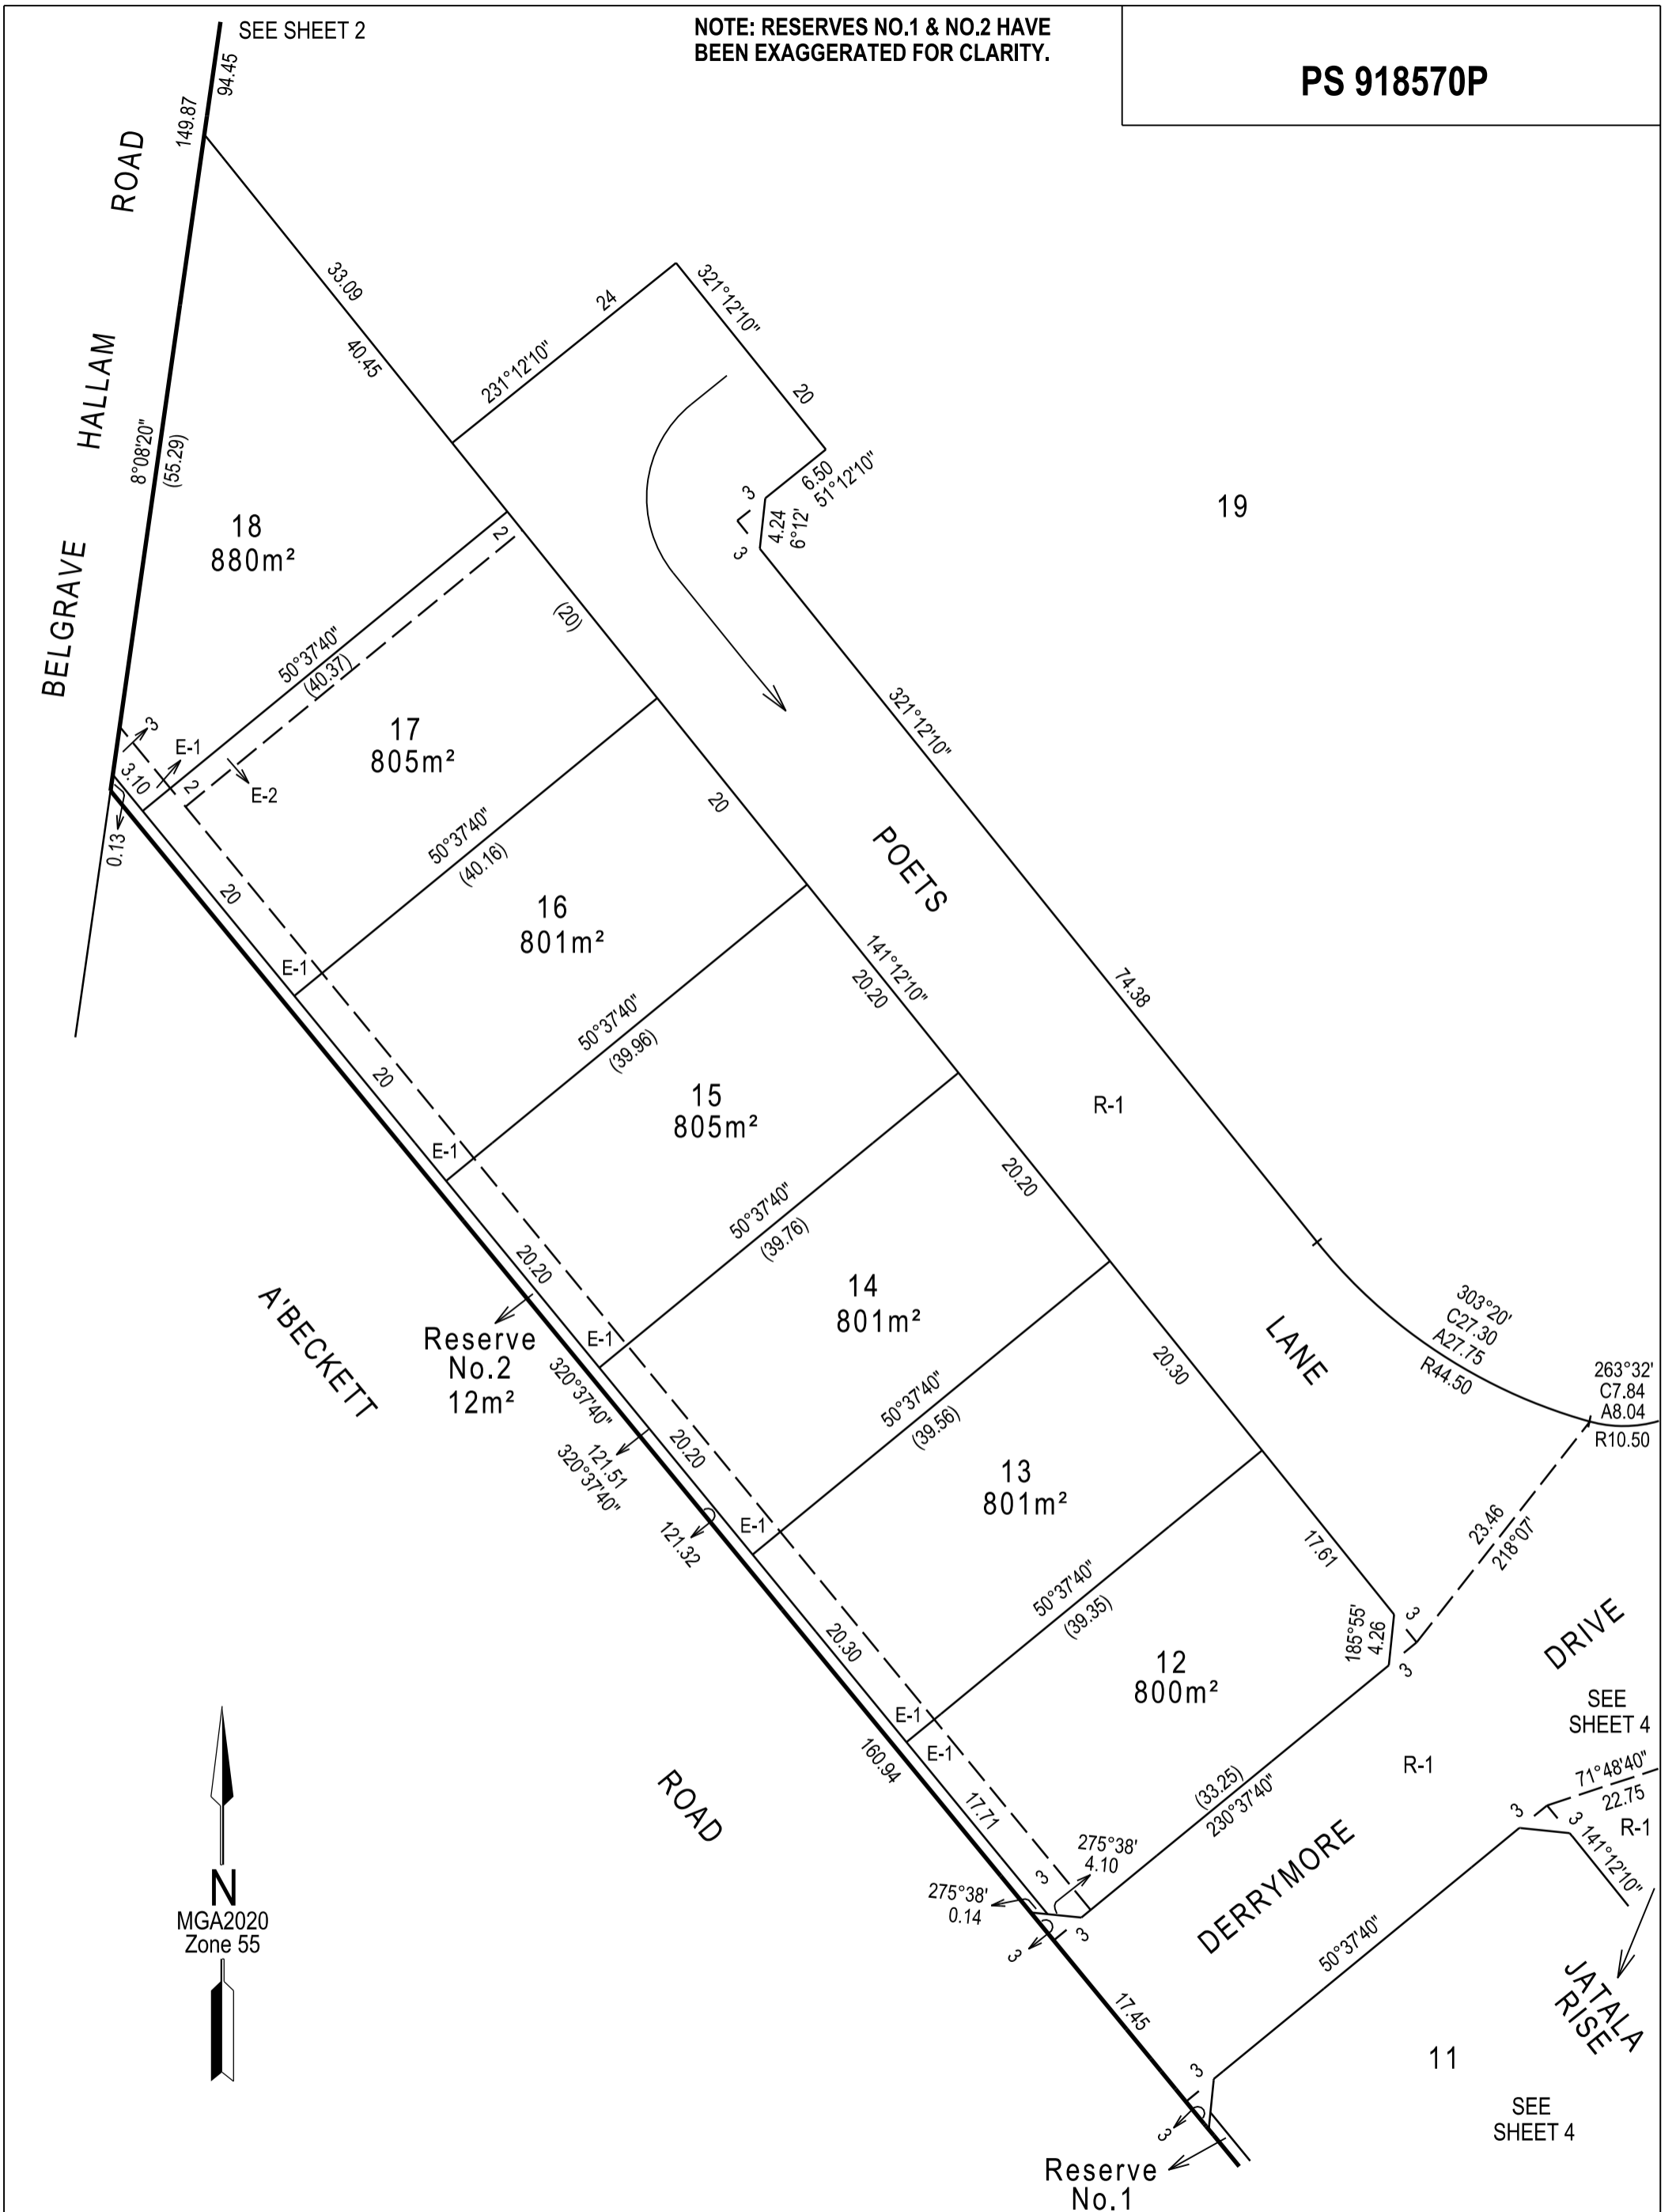 SEE SHEET 2
NOTE: RESERVES NO.1 & NO.2 HAVE
BEEN EXAGGERATED FOR CLARITY.
PS 918570P
94.45
149.87
BELGRAVE HALLAM ROAD
8°08'20"
(55.29)
33.09
40.45
231°12'10"
24
321°12'10"
20
6.50
51°12'10"
3
3
4.24
6°12'
19
18
880m²
2
(20)
50°37'40"
(40.37)
321°12'10"
74.38
3
E-1
3.10
2
E-2
0.13
17
805m²
20
20
50°37'40"
(40.16)
POETS LANE
E-1
16
801m²
20
141°12'10"
20.20
50°37'40"
(39.96)
E-1
15
805m²
20.20
R-1
20.20
50°37'40"
(39.76)
E-1
14
801m²
20.20
20.30
50°37'40"
(39.56)
E-1
13
801m²
20.30
17.61
50°37'40"
(39.35)
E-1
E-1
12
800m²
17.71
185°55'
4.26
3
3
303°20'
C27.30
A27.75
R44.50
263°32'
C7.84
A8.04
R10.50
23.46
218°07'
A'BECKETT ROAD
Reserve
No.2
12m²
320°37'40"
121.51
320°37'40"
121.32
160.94
(33.25)
230°37'40"
275°38'
4.10
3
275°38'
0.14
3
3
DERRYMORE DRIVE
R-1
SEE
SHEET 4
71°48'40"
22.75
3
3
R-1
141°12'10"
50°37'40"
JATALA
RISE
17.45
3
3
11
SEE
SHEET 4
Reserve
No.1
N
MGA2020
Zone 55